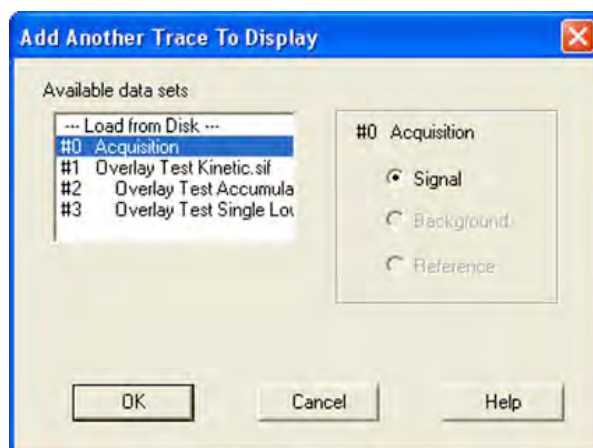 Add Another Trace To Display
Available data sets
--- Load from Disk ---
#0 Acquisition
#1 Overlay Test Kinetic.sif
#2 Overlay Test Accumula
#3 Overlay Test Single Lou
#0 Acquisition
Signal
Background
Reference
OK
Cancel
Help